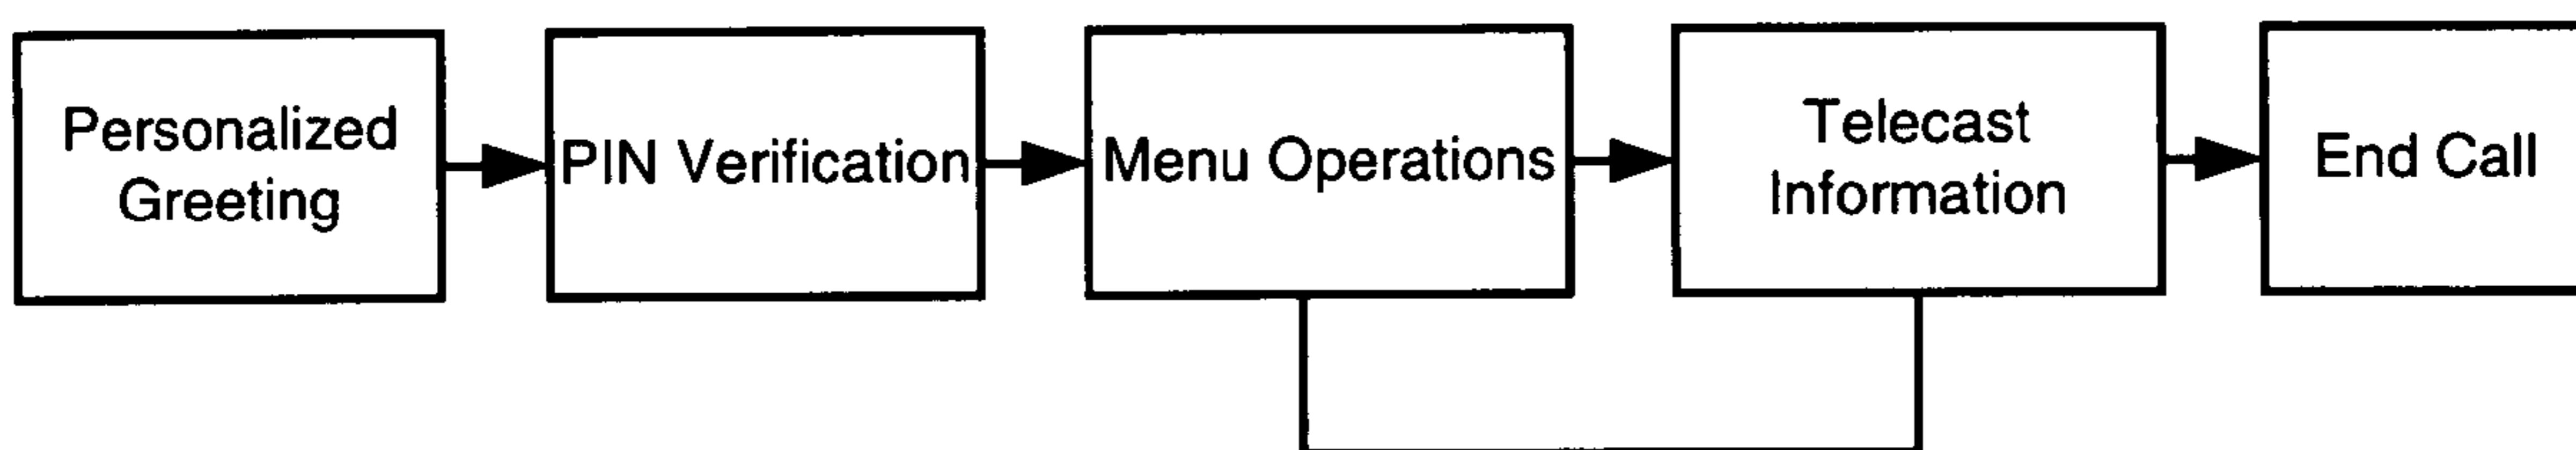 Personalized
Greeting
PIN Verification
Menu Operations
Telecast
Information
End Call